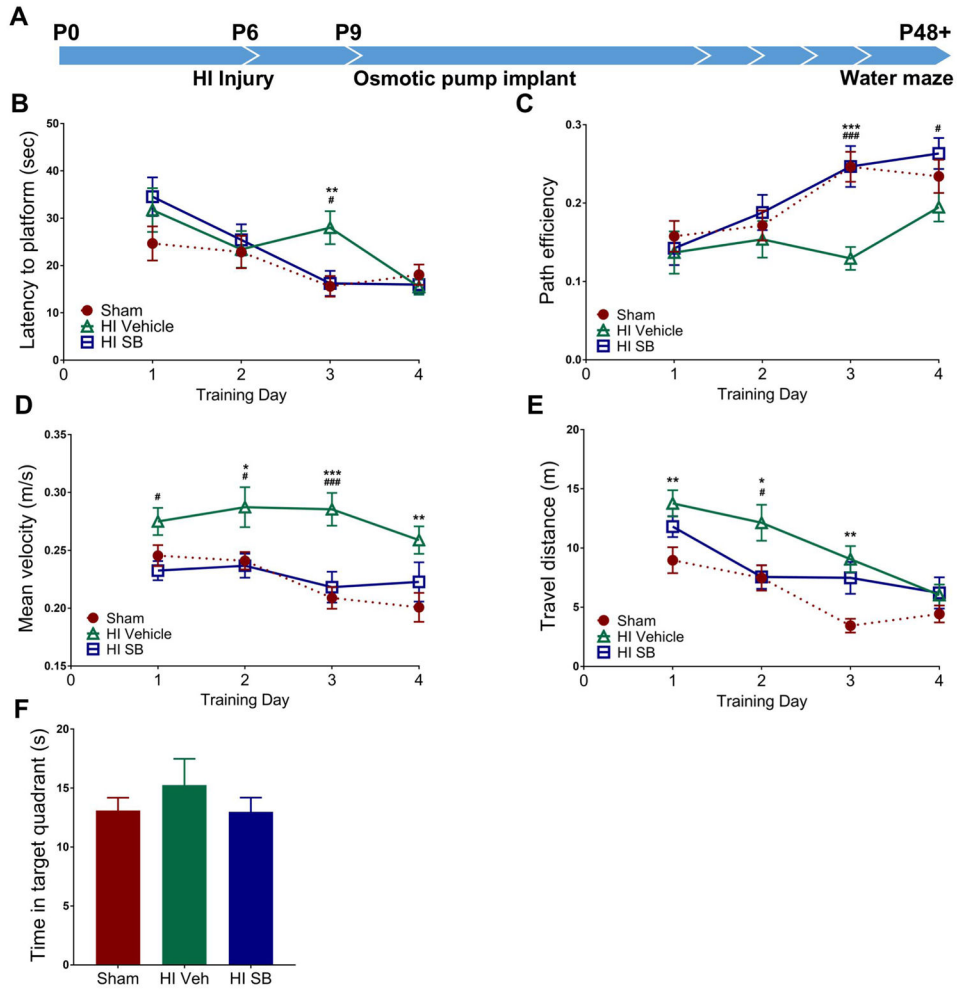 A
P0 P6 P9 P48+
HI Injury Osmotic pump implant Water maze
B
Latency to platform (sec)
50
40
30
20
10
0
**
#
Sham
HI Vehicle
HI SB
0 1 2 3 4
Training Day
C
Path efficiency
0.3
0.2
0.1
0.0
***
###
#
Sham
HI Vehicle
HI SB
0 1 2 3 4
Training Day
D
Mean velocity (m/s)
0.35
0.30
0.25
0.20
0.15
#
*
#
***
###
**
Sham
HI Vehicle
HI SB
0 1 2 3 4
Training Day
E
Travel distance (m)
20
15
10
5
0
**
*
#
**
Sham
HI Vehicle
HI SB
0 1 2 3 4
Training Day
F
Time in target quadrant (s)
20
15
10
5
0
Sham HI Veh HI SB